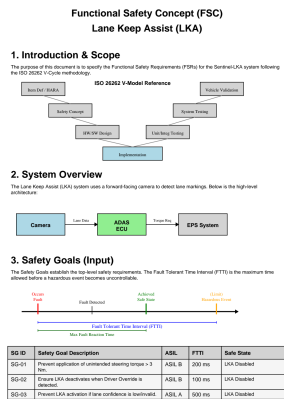 Functional Safety Concept (FSC)
Lane Keep Assist (LKA)
1. Introduction & Scope
The purpose of this document is to specify the Functional Safety Requirements (FSRs) for the Sentinel-LKA system following
the ISO 26262 V-Cycle methodology.
ISO 26262 V-Model Reference
Item Def / HARA
Vehicle Validation
Safety Concept
System Testing
HW/SW Design
Unit/Integ Testing
Implementation
2. System Overview
The Lane Keep Assist (LKA) system uses a forward-facing camera to detect lane markings. Below is the high-level
architecture:
Camera
Lane Data
ADAS
ECU
Torque Req
EPS System
3. Safety Goals (Input)
The Safety Goals establish the top-level safety requirements. The Fault Tolerant Time Interval (FTTI) is the maximum time
allowed before a hazardous event becomes uncontrollable.
Fault
Fault Detected
Achieved
Safe State
Hazardous Event
Fault Tolerant Time Interval (FTTI)
Max Fault Reaction Time
SG ID Safety Goal Description ASIL FTTI Safe State
SG-01 Prevent application of unintended steering torque > 3
Nm. ASIL B 200 ms LKA Disabled
SG-02 Ensure LKA deactivates when Driver Override is
detected. ASIL B 100 ms LKA Disabled
SG-03 Prevent LKA activation if lane confidence is low/invalid. ASIL A 500 ms LKA Disabled